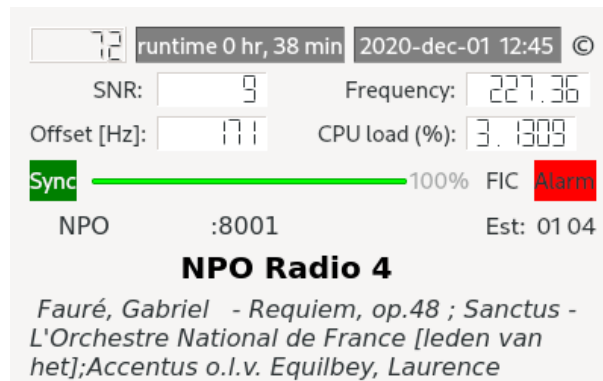 72 runtime 0 hr, 38 min 2020-dec-01 12:45 ©
SNR: 9 Frequency: 227.36
Offset [Hz]: 171 CPU load (%): 3.1309
Sync 100% FIC Alarm
NPO :8001 Est: 01 04
NPO Radio 4
Fauré, Gabriel - Requiem, op.48 ; Sanctus -
L'Orchestre National de France [leden van
het];Accentus o.l.v. Equilbey, Laurence